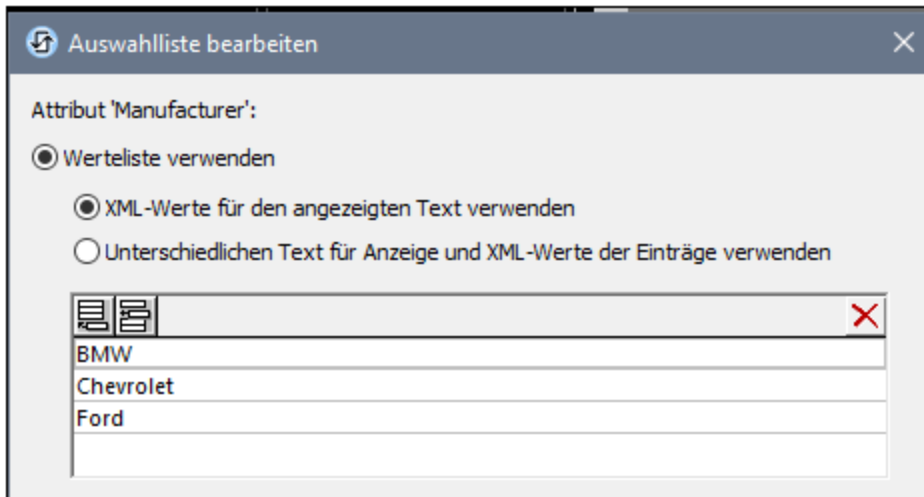 Auswahlliste bearbeiten
Attribut 'Manufacturer':
Werteliste verwenden
XML-Werte für den angezeigten Text verwenden
Unterschiedlichen Text für Anzeige und XML-Werte der Einträge verwenden
BMW
Chevrolet
Ford